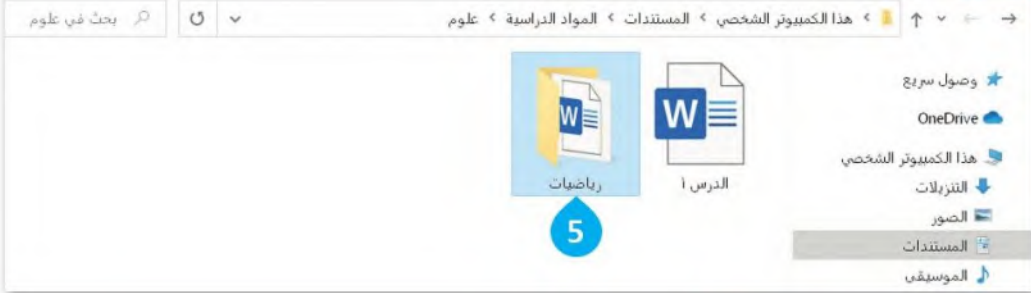 هذا الكمبيوتر الشخصي > المستندات > المواد الدراسية > علوم
بحث في علوم
وصول سريع
OneDrive
هذا الكمبيوتر الشخصي
التنزيلات
الصور
المستندات
الموسيقى
W
الدرس ١
W
رياضيات
5